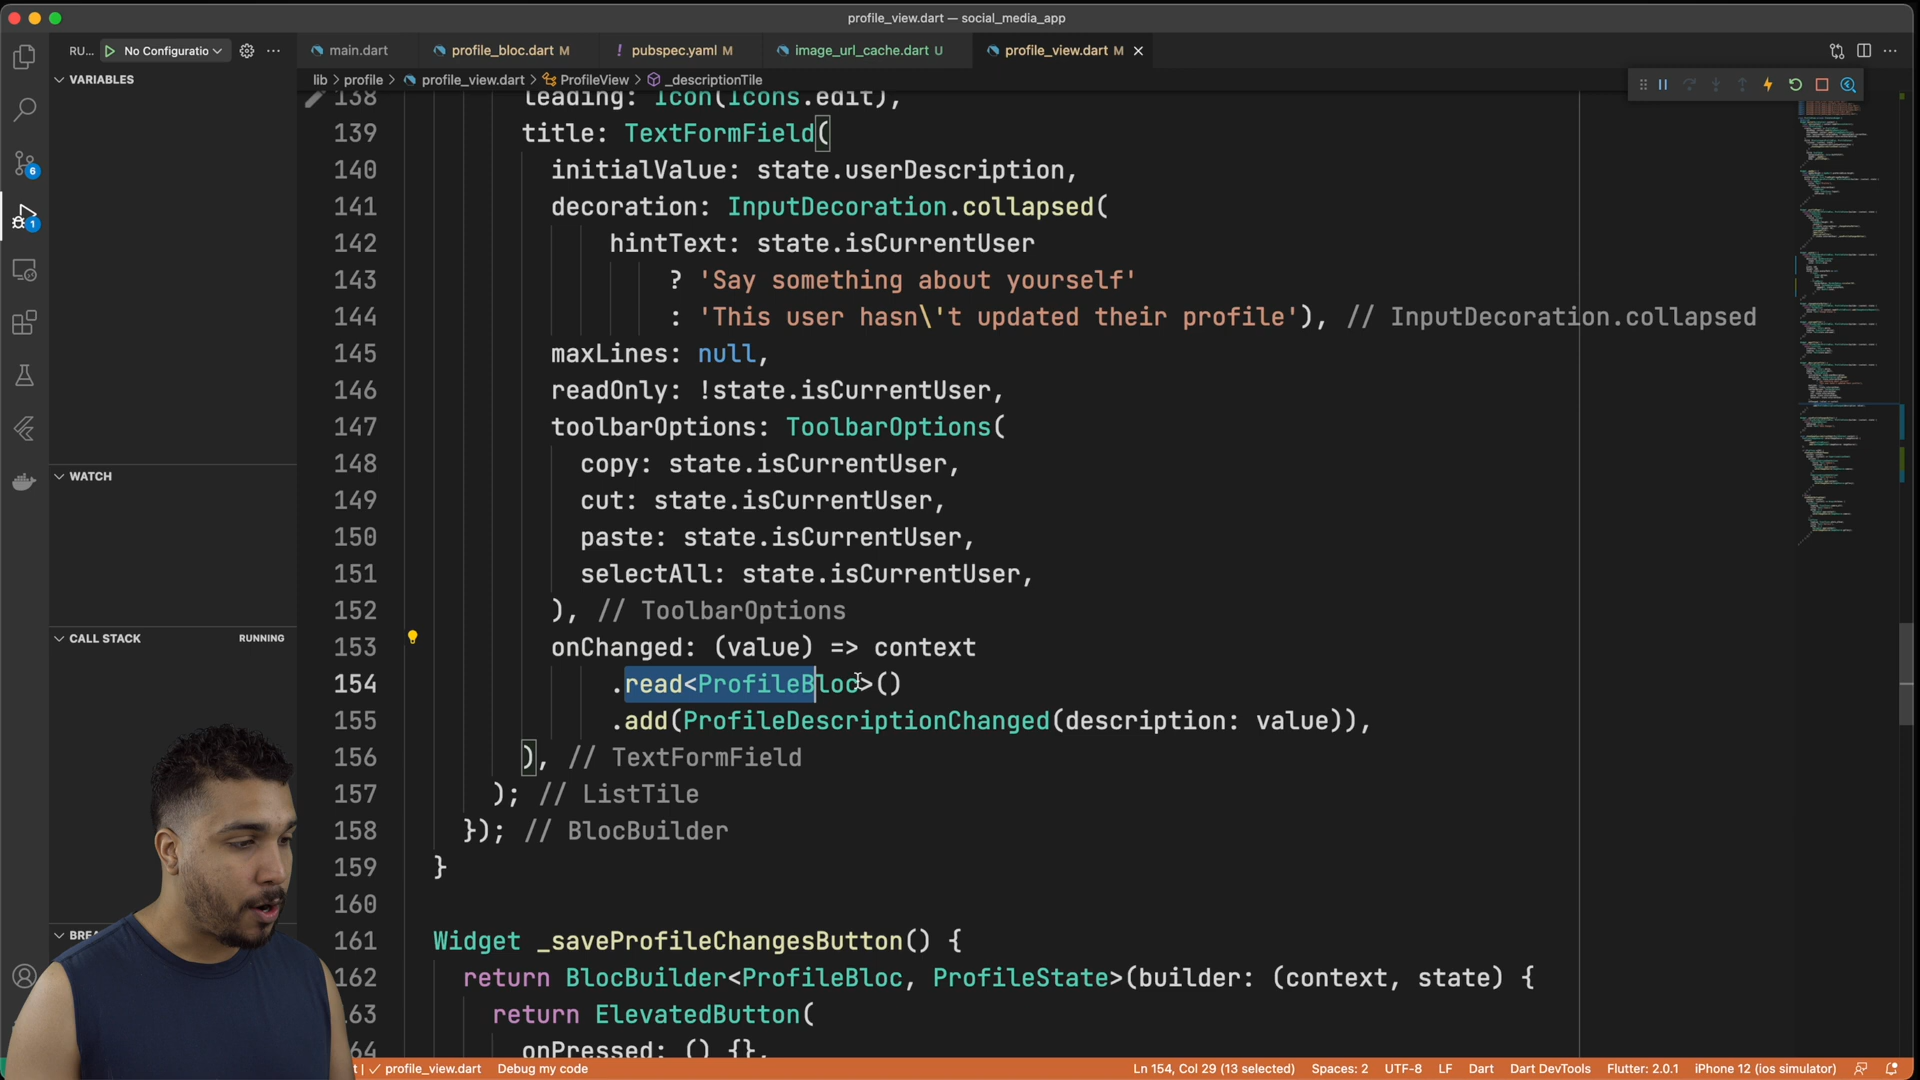 profile_view.dart — social_media_app
RU...
No Configuratio
main.dart
profile_bloc.dart M
! pubspec.yaml M
image_url_cache.dart U
profile_view.dart M
VARIABLES
lib > profile > profile_view.dart > ProfileView > _descriptionTile
138 leading: Icon(Icons.edit),
139 title: TextFormField(
140 initialValue: state.userDescription,
141 decoration: InputDecoration.collapsed(
142 hintText: state.isCurrentUser
143 ? 'Say something about yourself'
144 : 'This user hasn\'t updated their profile'), // InputDecoration.collapsed
145 maxLines: null,
146 readOnly: !state.isCurrentUser,
147 toolbarOptions: ToolbarOptions(
148 copy: state.isCurrentUser,
149 cut: state.isCurrentUser,
150 paste: state.isCurrentUser,
151 selectAll: state.isCurrentUser,
152 ), // ToolbarOptions
153 onChanged: (value) => context
154 .read<ProfileBloc>()
155 .add(ProfileDescriptionChanged(description: value)),
156 ), // TextFormField
157 ); // ListTile
158 }); // BlocBuilder
159 }
160
161 Widget _saveProfileChangesButton() {
162 return BlocBuilder<ProfileBloc, ProfileState>(builder: (context, state) {
63 return ElevatedButton(
64 onPressed: () {},
6
1
WATCH
CALL STACK
RUNNING
BRE
profile_view.dart
Debug my code
Ln 154, Col 29 (13 selected)
Spaces: 2
UTF-8
LF
Dart
Dart DevTools
Flutter: 2.0.1
iPhone 12 (ios simulator)